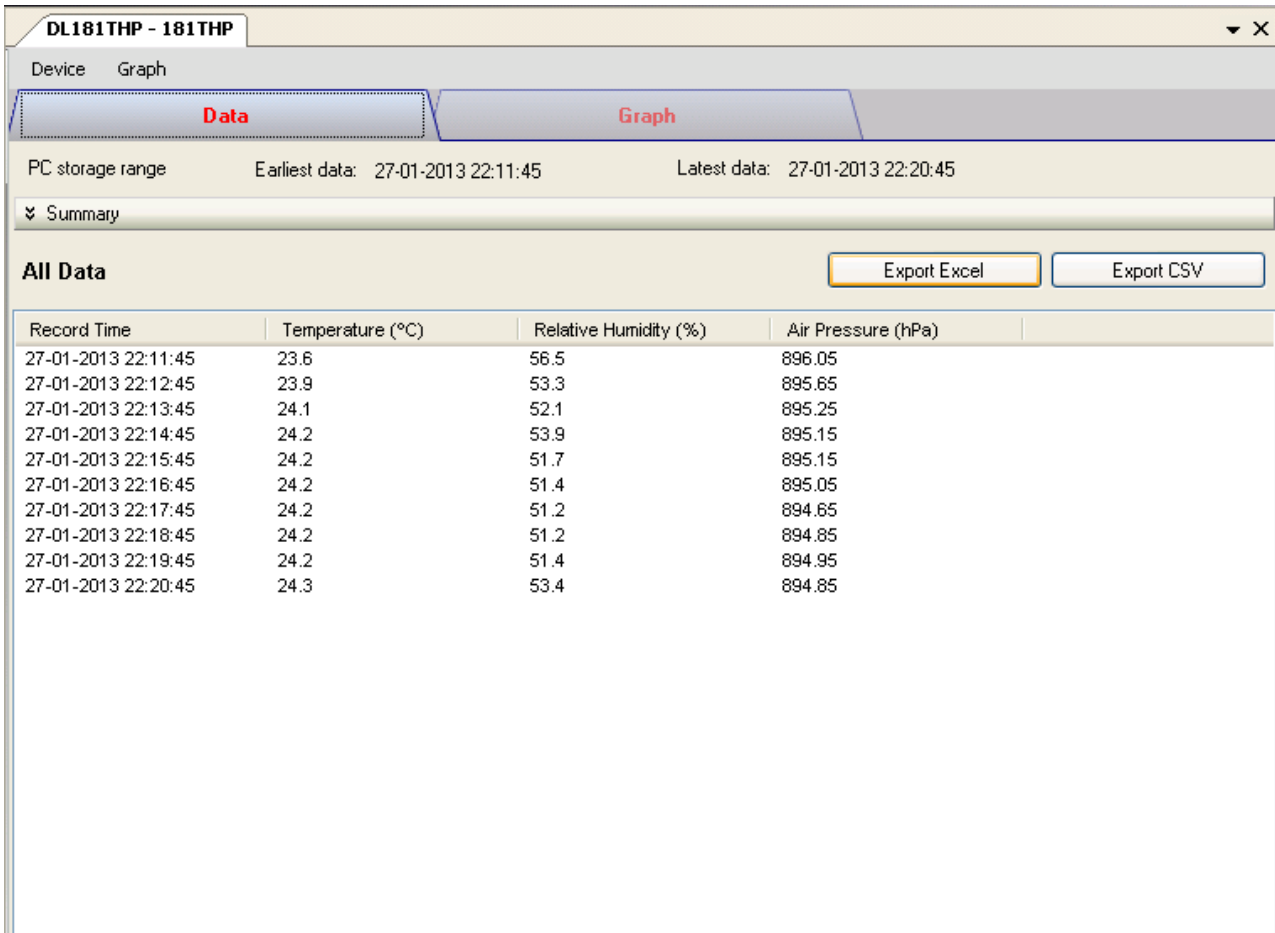 DL181THP - 181THP
Device Graph
Data Graph
PC storage range Earliest data: 27-01-2013 22:11:45 Latest data: 27-01-2013 22:20:45
Summary
All Data Export Excel Export CSV
Record Time Temperature (°C) Relative Humidity (%) Air Pressure (hPa)
27-01-2013 22:11:45 23.6 56.5 896.05
27-01-2013 22:12:45 23.9 53.3 895.65
27-01-2013 22:13:45 24.1 52.1 895.25
27-01-2013 22:14:45 24.2 53.9 895.15
27-01-2013 22:15:45 24.2 51.7 895.15
27-01-2013 22:16:45 24.2 51.4 895.05
27-01-2013 22:17:45 24.2 51.2 894.65
27-01-2013 22:18:45 24.2 51.2 894.85
27-01-2013 22:19:45 24.2 51.4 894.95
27-01-2013 22:20:45 24.3 53.4 894.85